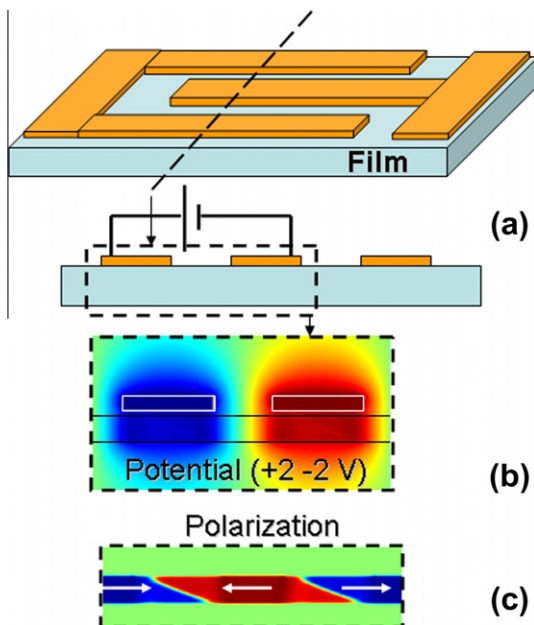 Film
(a)
Potential (+2 -2 V)
(b)
Polarization
(c)